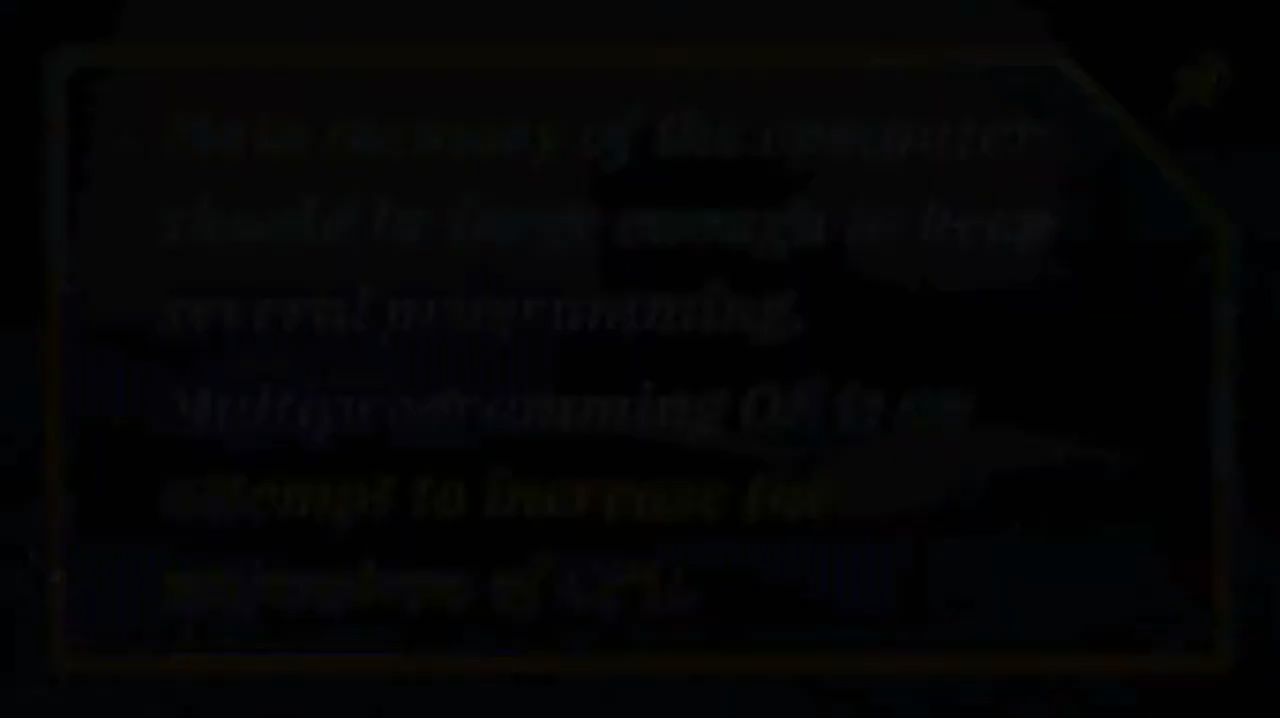 Main memory of the computer
should be large enough to keep
several programming.
Multiprogramming OS is an
attempt to increase the
of CPU.